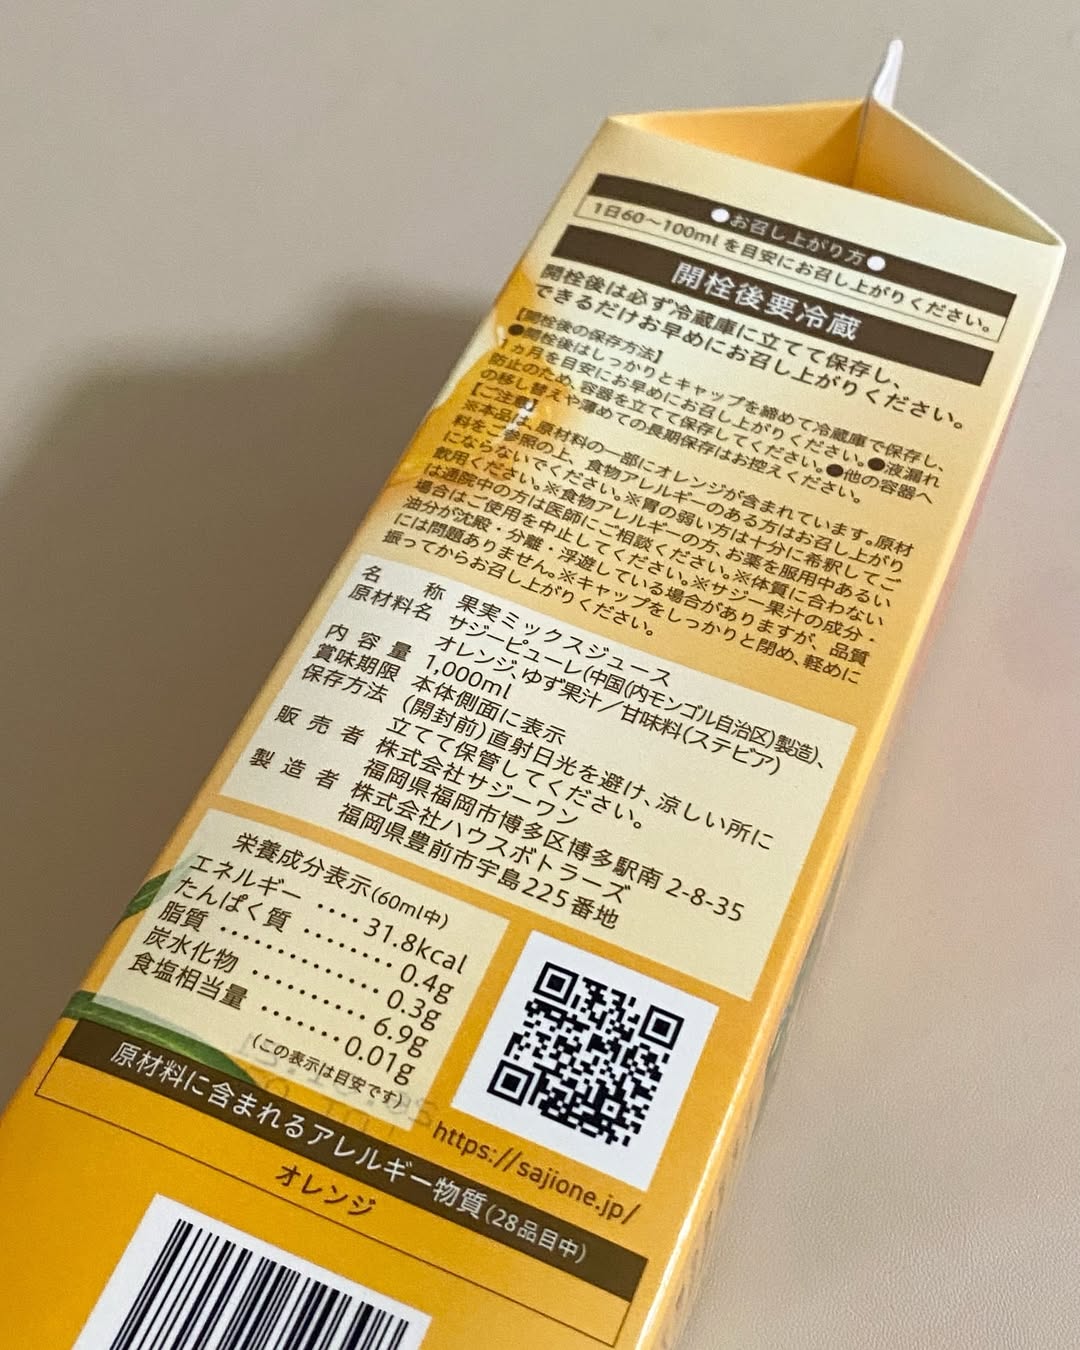 ●お召し上がり方●
1日60〜100mlを目安にお召し上がりください。
開栓後要冷蔵
開栓後は必ず冷蔵庫に立てて保存し、
できるだけお早めにお召し上がりください。
【開栓後の保存方法】
●開栓後はしっかりとキャップを締めて冷蔵庫で保存し、
1ヵ月を目安にお早めにお召し上がりください。●液漏れ
防止のため、容器を立てて保存してください。●他の容器へ
の移し替えや薄めての長期保存はお控えください。
【ご注意】
※本品は、原材料の一部にオレンジが含まれています。原材
料をご参照の上、食物アレルギーのある方はお召し上がり
にならないでください。※胃の弱い方は十分に希釈してご
飲用ください。※食物アレルギーの方、お薬を服用中あるい
は通院中の方は医師にご相談ください。※体質に合わない
場合はご使用を中止してください。※サジー果汁の成分・
油分が沈殿・分離・浮遊している場合がありますが、品質
には問題ありません。※キャップをしっかりと閉め、軽めに
振ってからお召し上がりください。
名称 果実ミックスジュース
原材料名 サジーピューレ(中国(内モンゴル自治区)製造)、
オレンジ、ゆず果汁／甘味料(ステビア)
内容量 1,000ml
賞味期限 本体側面に表示
保存方法 (開封前)直射日光を避け、涼しい所に
立てて保管してください。
販売者 株式会社サジーワン
福岡県福岡市博多区博多駅南 2-8-35
製造者 株式会社ハウスボトラーズ
福岡県豊前市宇島225番地
栄養成分表示(60ml中)
エネルギー ････ 31.8kcal
たんぱく質 ･･･････ 0.4g
脂質 ････････････ 0.3g
炭水化物 ･････････ 6.9g
食塩相当量 ･･･････ 0.01g
(この表示は目安です)
https://sajione.jp/
原材料に含まれるアレルギー物質(28品目中)
オレンジ